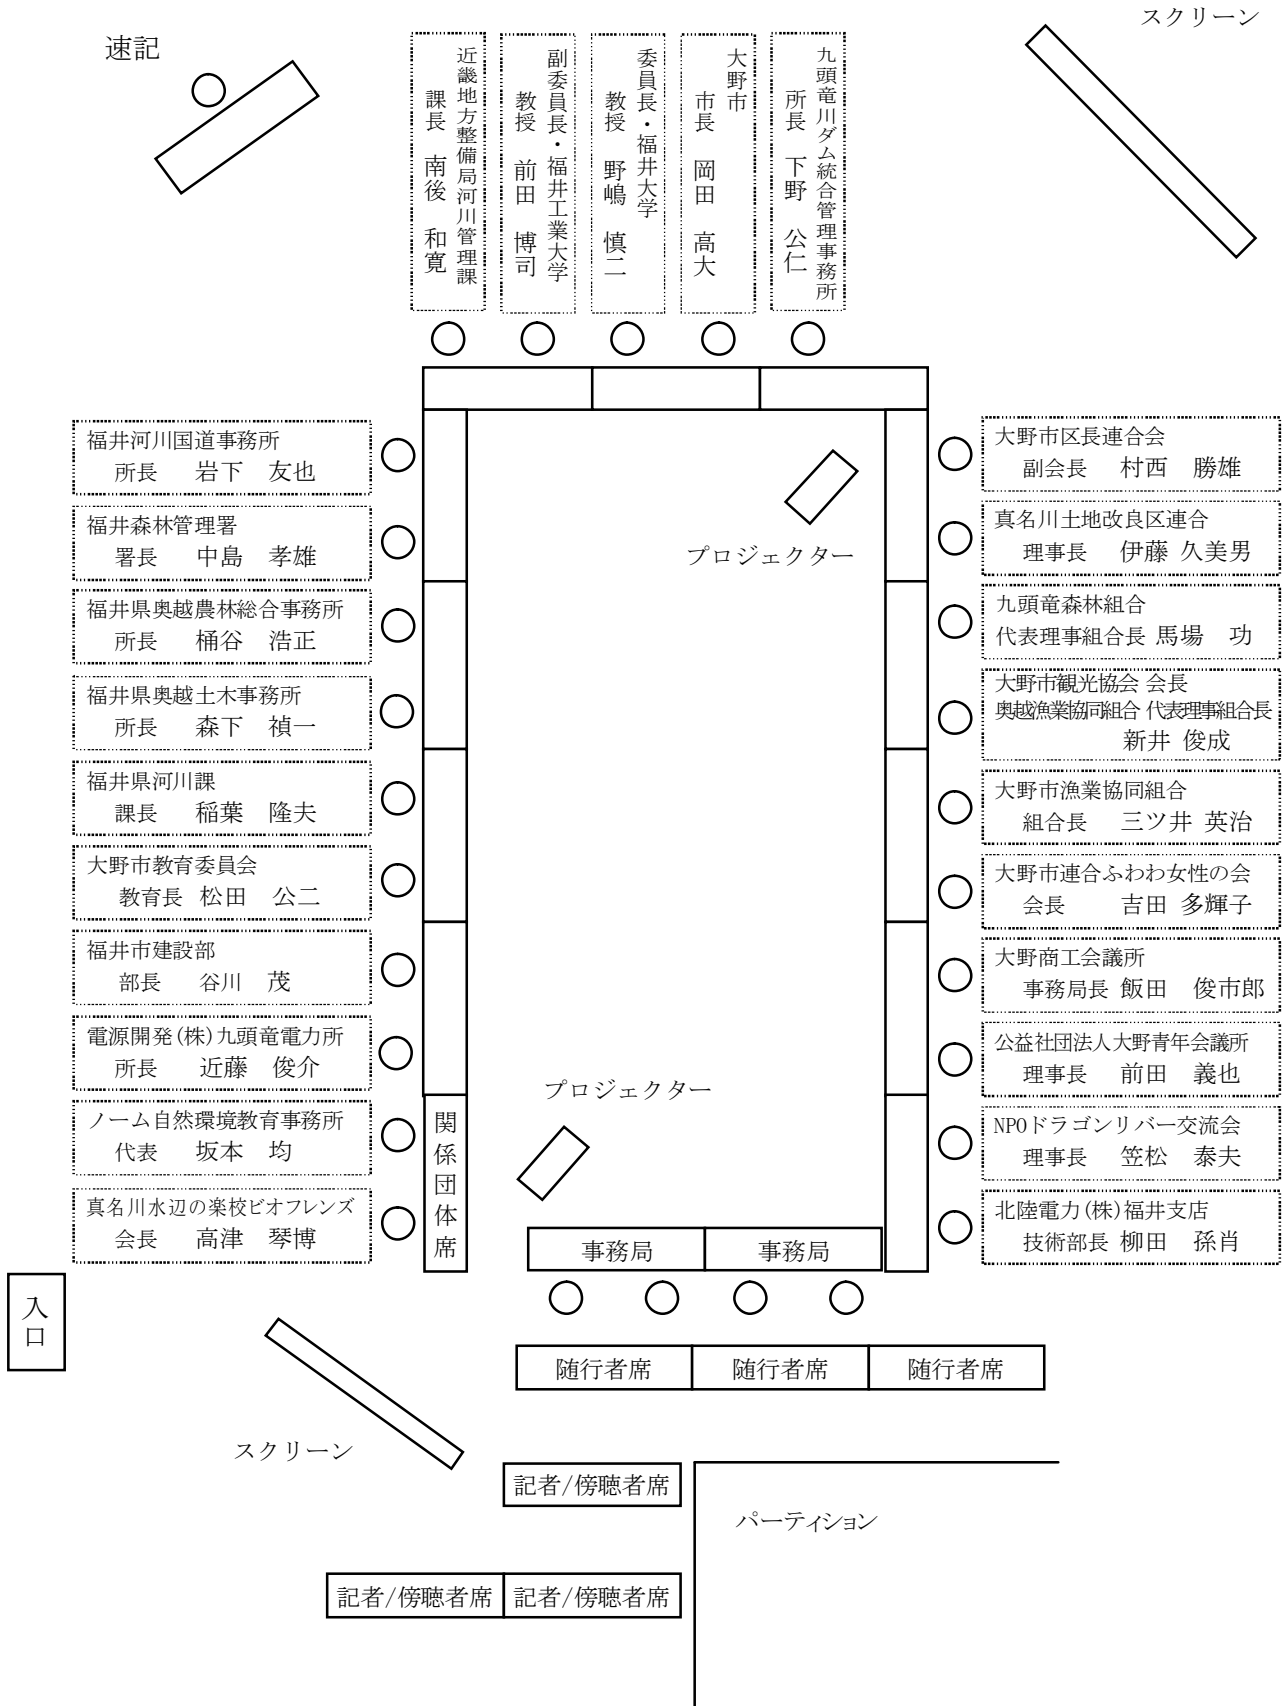 スクリーン
速記
近畿地方整備局河川管理課
課長 南後 和寛
副委員長・福井工業大学
教授 前田 博司
委員長・福井大学
教授 野嶋 慎二
大野市
市長 岡田 高大
九頭竜川ダム統合管理事務所
所長 下野 公仁
福井河川国道事務所
所長 岩下 友也
福井森林管理署
署長 中島 孝雄
福井県奥越農林総合事務所
所長 桶谷 浩正
福井県奥越土木事務所
所長 森下 禎一
福井県河川課
課長 稲葉 隆夫
大野市教育委員会
教育長 松田 公二
福井市建設部
部長 谷川 茂
電源開発(株)九頭竜電力所
所長 近藤 俊介
ノーム自然環境教育事務所
代表 坂本 均
真名川水辺の楽校ビオフレンズ
会長 高津 琴博
関係団体席
プロジェクター
プロジェクター
大野市区長連合会
副会長 村西 勝雄
真名川土地改良区連合
理事長 伊藤 久美男
九頭竜森林組合
代表理事組合長 馬場 功
大野市観光協会 会長
奥越漁業協同組合 代表理事組合長
新井 俊成
大野市漁業協同組合
組合長 三ツ井 英治
大野市連合ふわわ女性の会
会長 吉田 多輝子
大野商工会議所
事務局長 飯田 俊市郎
公益社団法人大野青年会議所
理事長 前田 義也
NPOドラゴンリバー交流会
理事長 笠松 泰夫
北陸電力(株)福井支店
技術部長 柳田 孫肖
事務局 事務局
入口
随行者席 随行者席 随行者席
スクリーン
記者/傍聴者席
パーティション
記者/傍聴者席 記者/傍聴者席